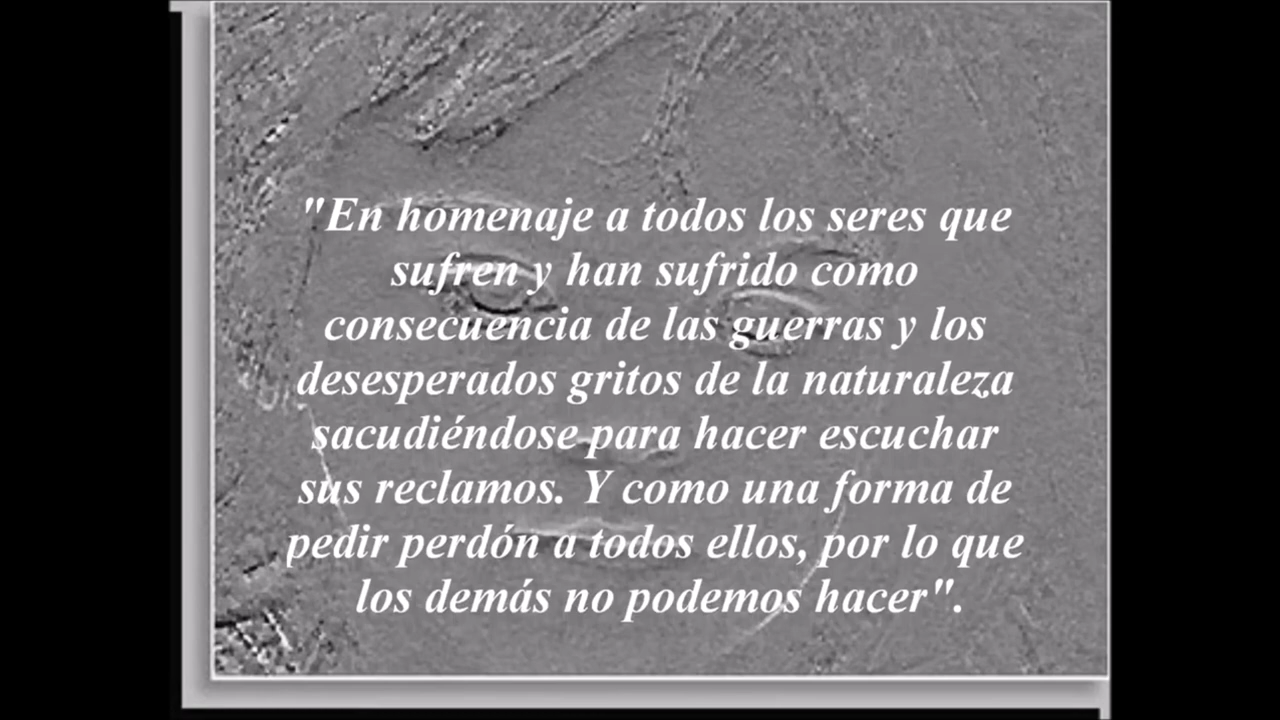 "En homenaje a todos los seres que
sufren y han sufrido como
consecuencia de las guerras y los
desesperados gritos de la naturaleza
sacudiéndose para hacer escuchar
sus reclamos. Y como una forma de
pedir perdón a todos ellos, por lo que
los demás no podemos hacer".